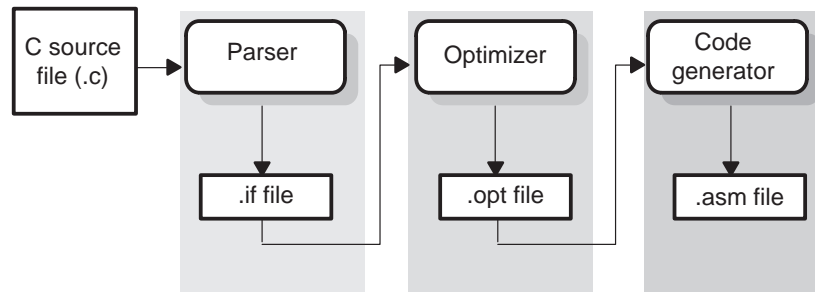 C source
file (.c)
Parser
Optimizer
Code
generator
.if file
.opt file
.asm file